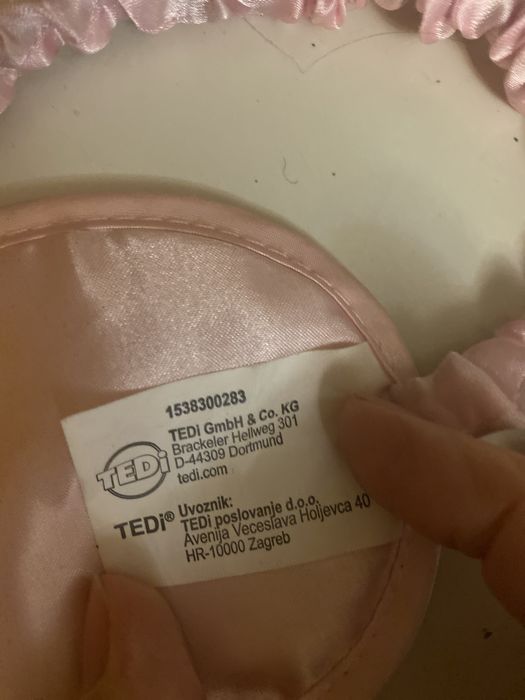 1538300283
TEDi GmbH & Co. KG
Brackeler Hellweg 301
D-44309 Dortmund
tedi.com
TEDi
Uvoznik:
TEDi® TEDi poslovanje d.o.o.
Avenija Veceslava Holjevca 40
HR-10000 Zagreb